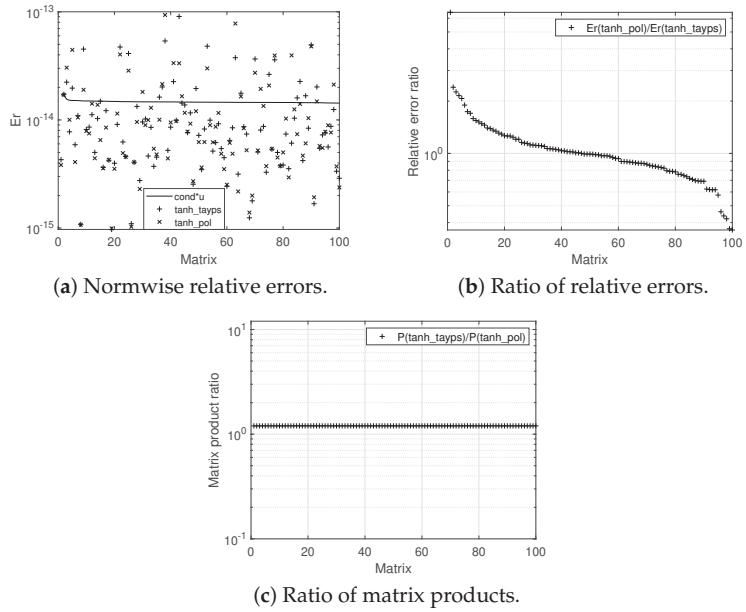 10^-13
10^-14
10^-15
Er
cond*u
tanh_tayps
tanh_pol
0 20 40 60 80 100
Matrix
(a) Normwise relative errors.
Er(tanh_pol)/Er(tanh_tayps)
10^0
Relative error ratio
0 20 40 60 80 100
Matrix
(b) Ratio of relative errors.
P(tanh_tayps)/P(tanh_pol)
10^1
10^0
10^-1
Matrix product ratio
0 20 40 60 80 100
Matrix
(c) Ratio of matrix products.